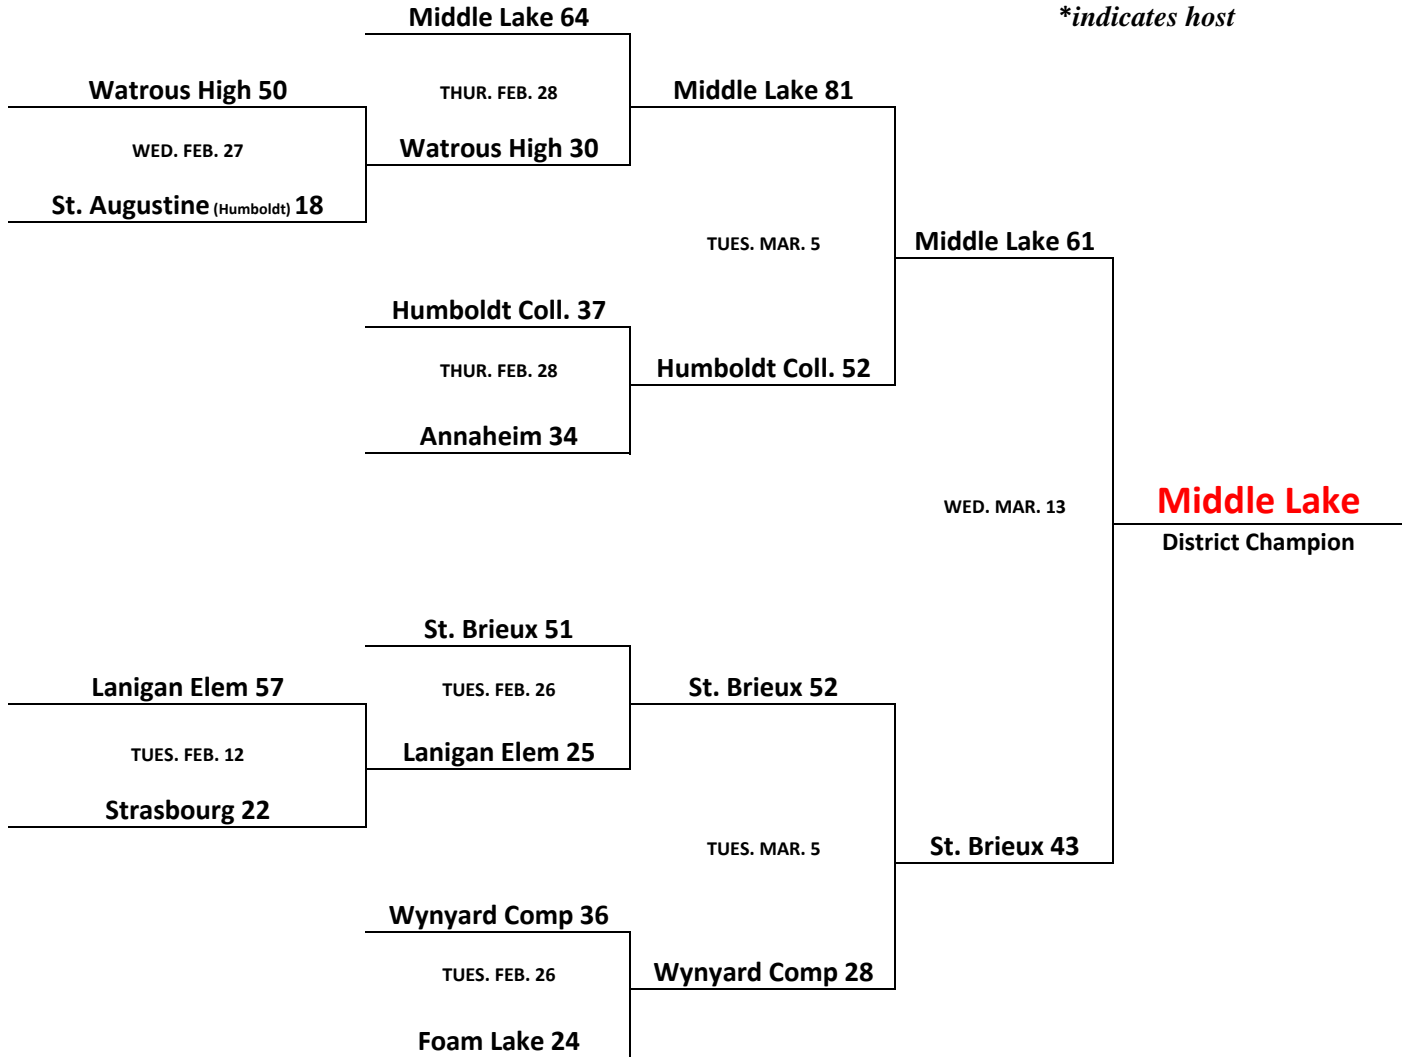 Middle Lake 64
*indicates host
Watrous High 50
THUR. FEB. 28
Middle Lake 81
WED. FEB. 27
Watrous High 30
St. Augustine (Humboldt) 18
TUES. MAR. 5
Middle Lake 61
Humboldt Coll. 37
THUR. FEB. 28
Humboldt Coll. 52
Annaheim 34
WED. MAR. 13
Middle Lake
District Champion
St. Brieux 51
Lanigan Elem 57
TUES. FEB. 26
St. Brieux 52
TUES. FEB. 12
Lanigan Elem 25
Strasbourg 22
TUES. MAR. 5
St. Brieux 43
Wynyard Comp 36
TUES. FEB. 26
Wynyard Comp 28
Foam Lake 24